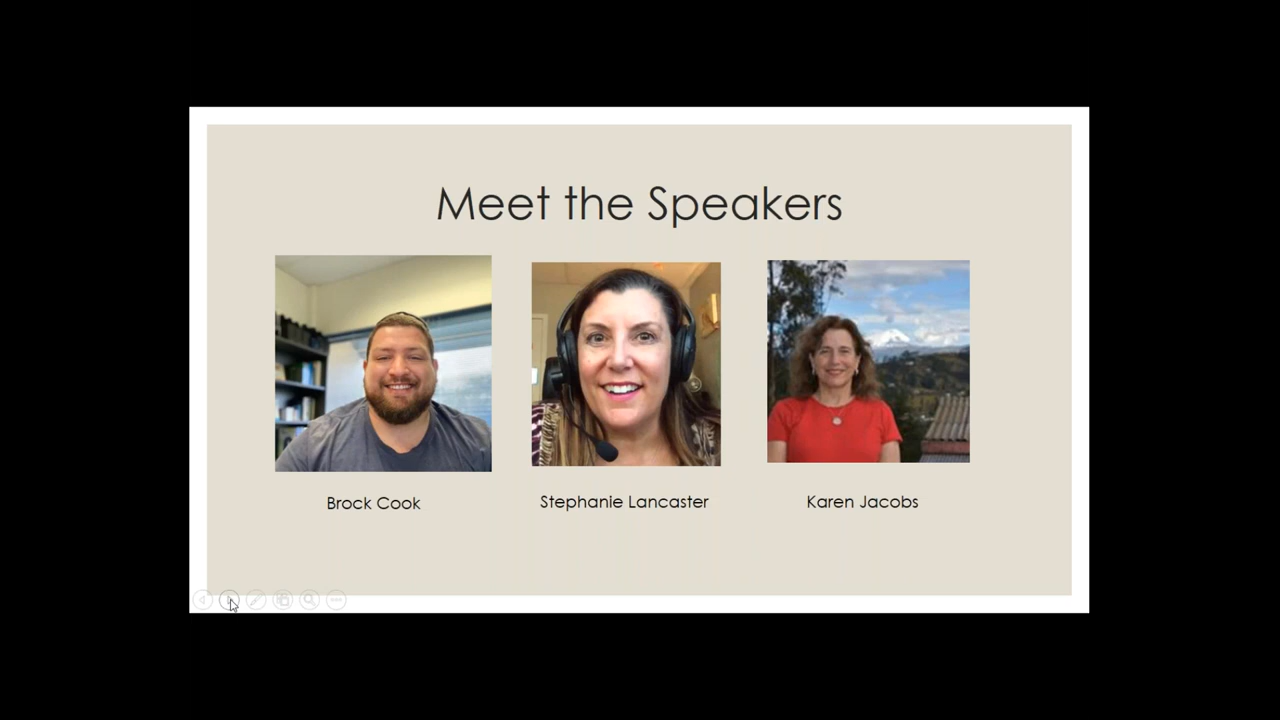 Meet the Speakers
Brock Cook
Stephanie Lancaster
Karen Jacobs